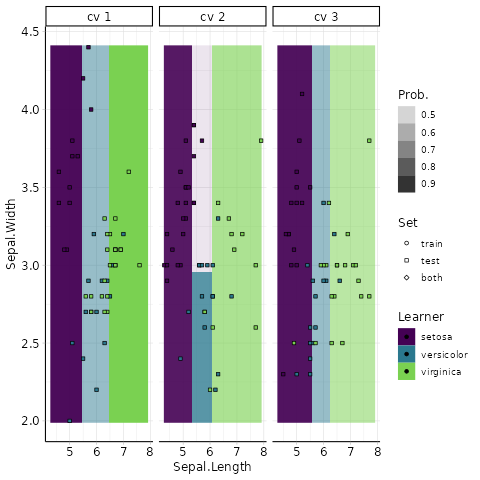 cv 1 cv 2 cv 3
4.5
4.0
3.5
3.0
2.5
2.0
Sepal.Width
5 6 7 8 5 6 7 8 5 6 7 8
Sepal.Length
Prob.
0.5
0.6
0.7
0.8
0.9
Set
train
test
both
Learner
setosa
versicolor
virginica